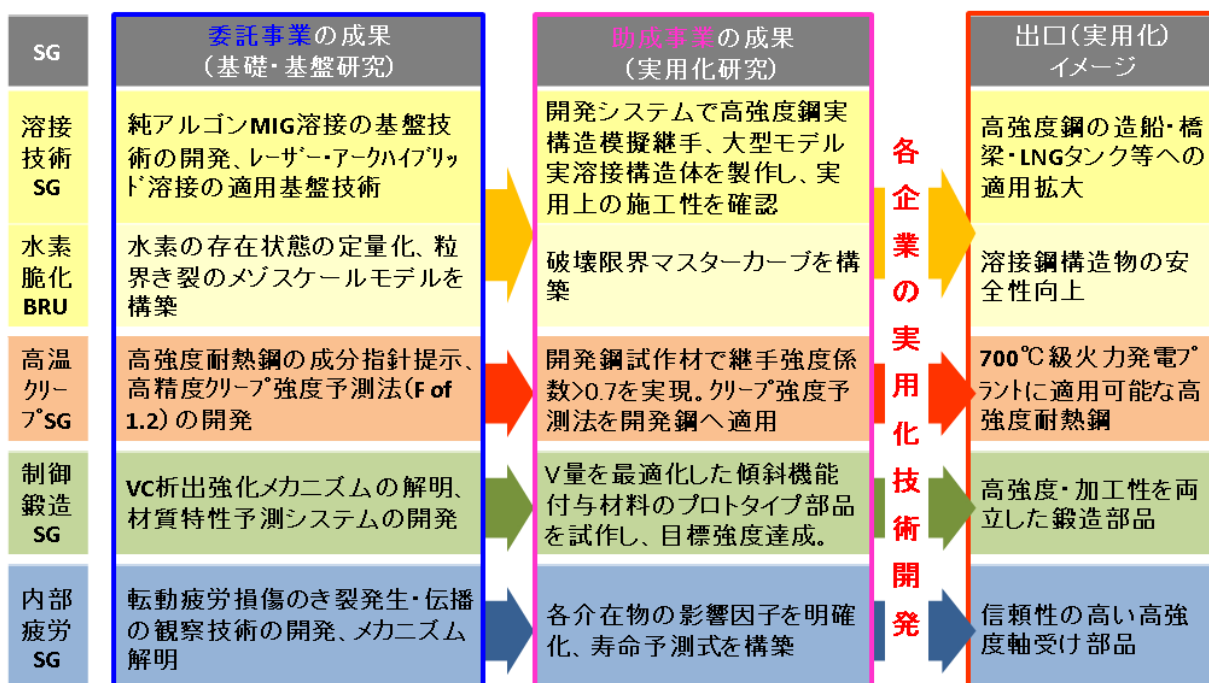 SG
委託事業の成果
(基礎・基盤研究)
助成事業の成果
(実用化研究)
出口(実用化)
イメージ
溶接
技術
SG
純アルゴンMIG溶接の基盤技
術の開発、レーザー・アークハイブリッ
ド溶接の適用基盤技術
開発システムで高強度鋼実
構造模擬継手、大型モデル
実溶接構造体を製作し、実
用上の施工性を確認
高強度鋼の造船・橋
梁・LNGタンク等への
適用拡大
水素
脆化
BRU
水素の存在状態の定量化、粒
界き裂のメゾスケールモデルを
構築
破壊限界マスターカーブを構
築
溶接鋼構造物の安
全性向上
高温
クリー
プSG
高強度耐熱鋼の成分指針提示、
高精度クリープ強度予測法(F of
1.2)の開発
開発鋼試作材で継手強度係
数>0.7を実現。クリープ強度予
測法を開発鋼へ適用
700℃級火力発電プ
ラントに適用可能な高
強度耐熱鋼
制御
鍛造
SG
VC析出強化メカニズムの解明、
材質特性予測システムの開発
V量を最適化した傾斜機能
付与材料のプロトタイプ部品
を試作し、目標強度達成。
高強度・加工性を両
立した鍛造部品
内部
疲労
SG
転動疲労損傷のき裂発生・伝播
の観察技術の開発、メカニズム
解明
各介在物の影響因子を明確
化、寿命予測式を構築
信頼性の高い高強
度軸受け部品
各企業の実用化技術開発